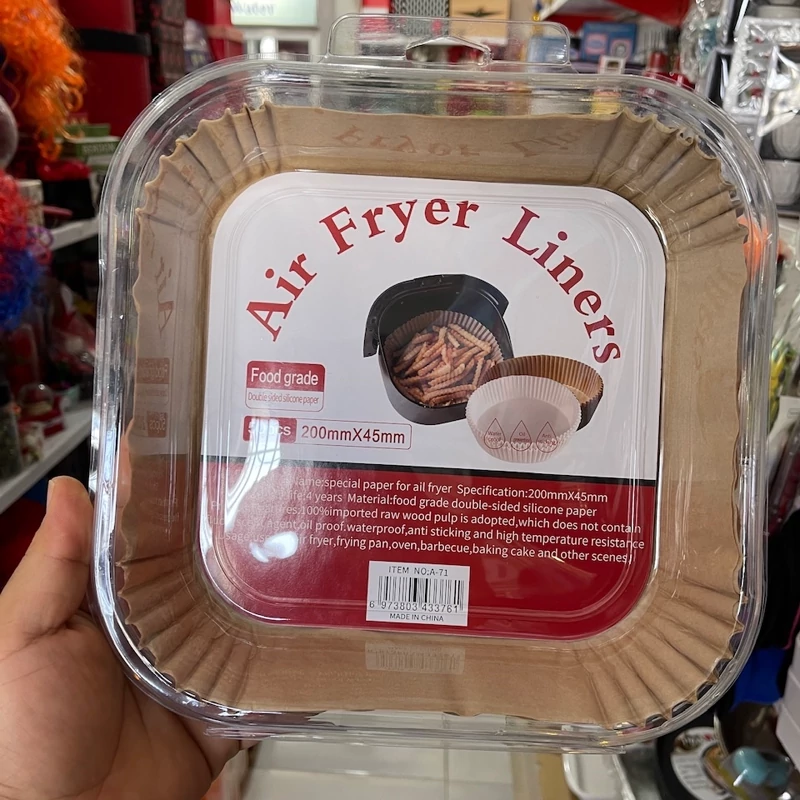 Air Fryer Liners
Food grade
Double sided silicone paper
200mmX45mm
Name:special paper for ail fryer Specification:200mmX45mm
life:4 years Material:food grade double-sided silicone paper
100%imported raw wood pulp is adopted,which does not contain
agent,oil proof,waterproof,anti sticking and high temperature resistance
air fryer,frying pan,oven,barbecue,baking cake and other scenes)
ITEM NO:A-71
6 973803 433761
MADE IN CHINA